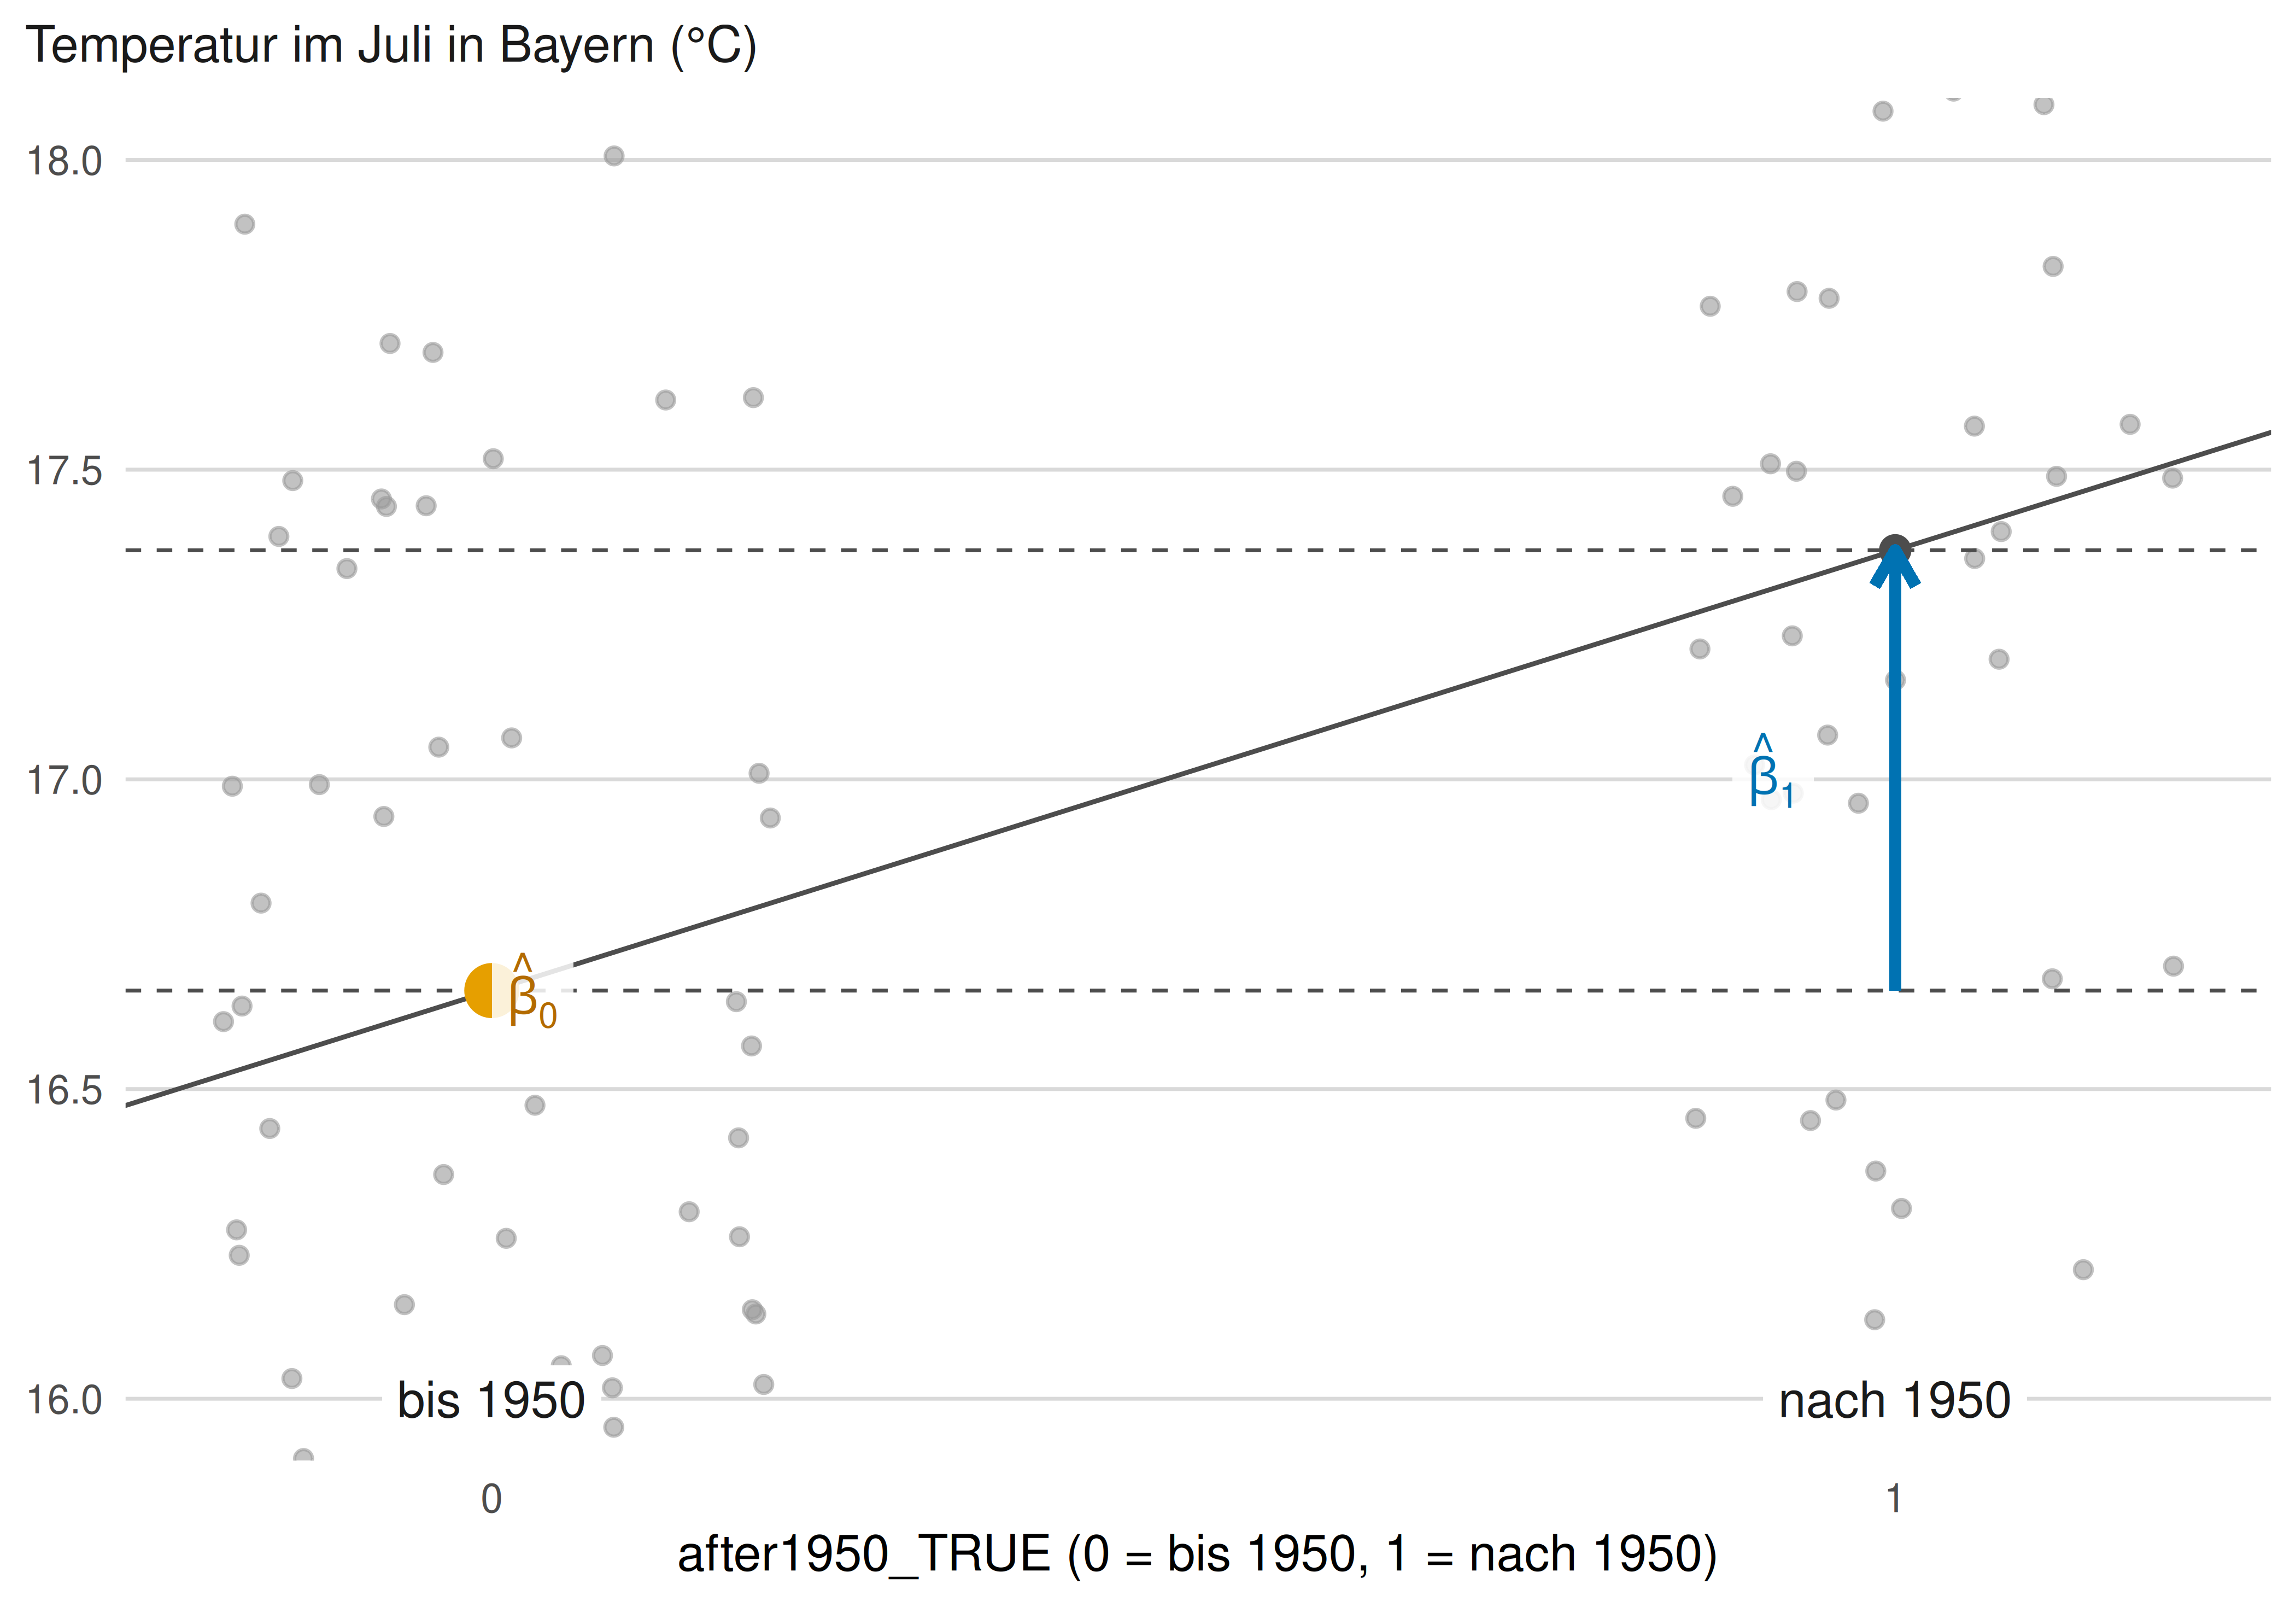 Temperatur im Juli in Bayern (°C)
18.0
17.5
17.0
16.5
16.0
β̂₁
β̂₀
bis 1950
nach 1950
0
1
after1950_TRUE (0 = bis 1950, 1 = nach 1950)